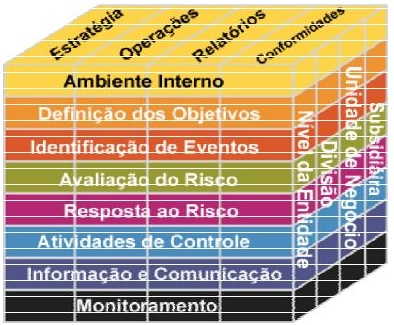 Estratégia
Operações
Relatórios
Conformidades
Ambiente Interno
Definição dos Objetivos
Identificação de Eventos
Avaliação do Risco
Resposta ao Risco
Atividades de Controle
Informação e Comunicação
Monitoramento
Nível da Entidade
Divisão
Unidade de Negócio
Subsidiária